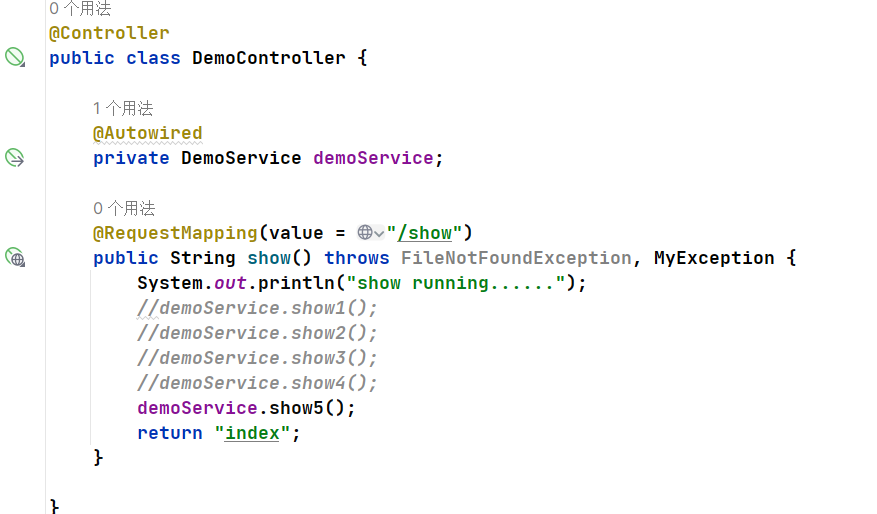 0 个用法
@Controller
public class DemoController {
1 个用法
@Autowired
private DemoService demoService;
0 个用法
@RequestMapping(value = "/show")
public String show() throws FileNotFoundException, MyException {
System.out.println("show running......");
//demoService.show1();
//demoService.show2();
//demoService.show3();
//demoService.show4();
demoService.show5();
return "index";
}
}